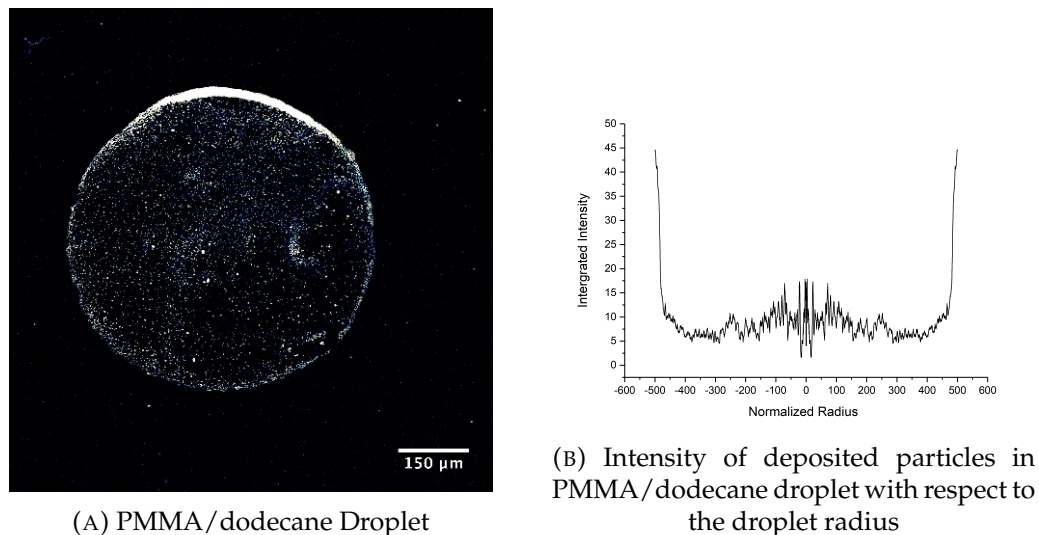 150 µm
(A) PMMA/dodecane Droplet
50
45
40
35
30
25
20
15
10
5
0
Intergrated Intensity
-600 -500 -400 -300 -200 -100 0 100 200 300 400 500 600
Normalized Radius
(B) Intensity of deposited particles in
PMMA/dodecane droplet with respect to
the droplet radius